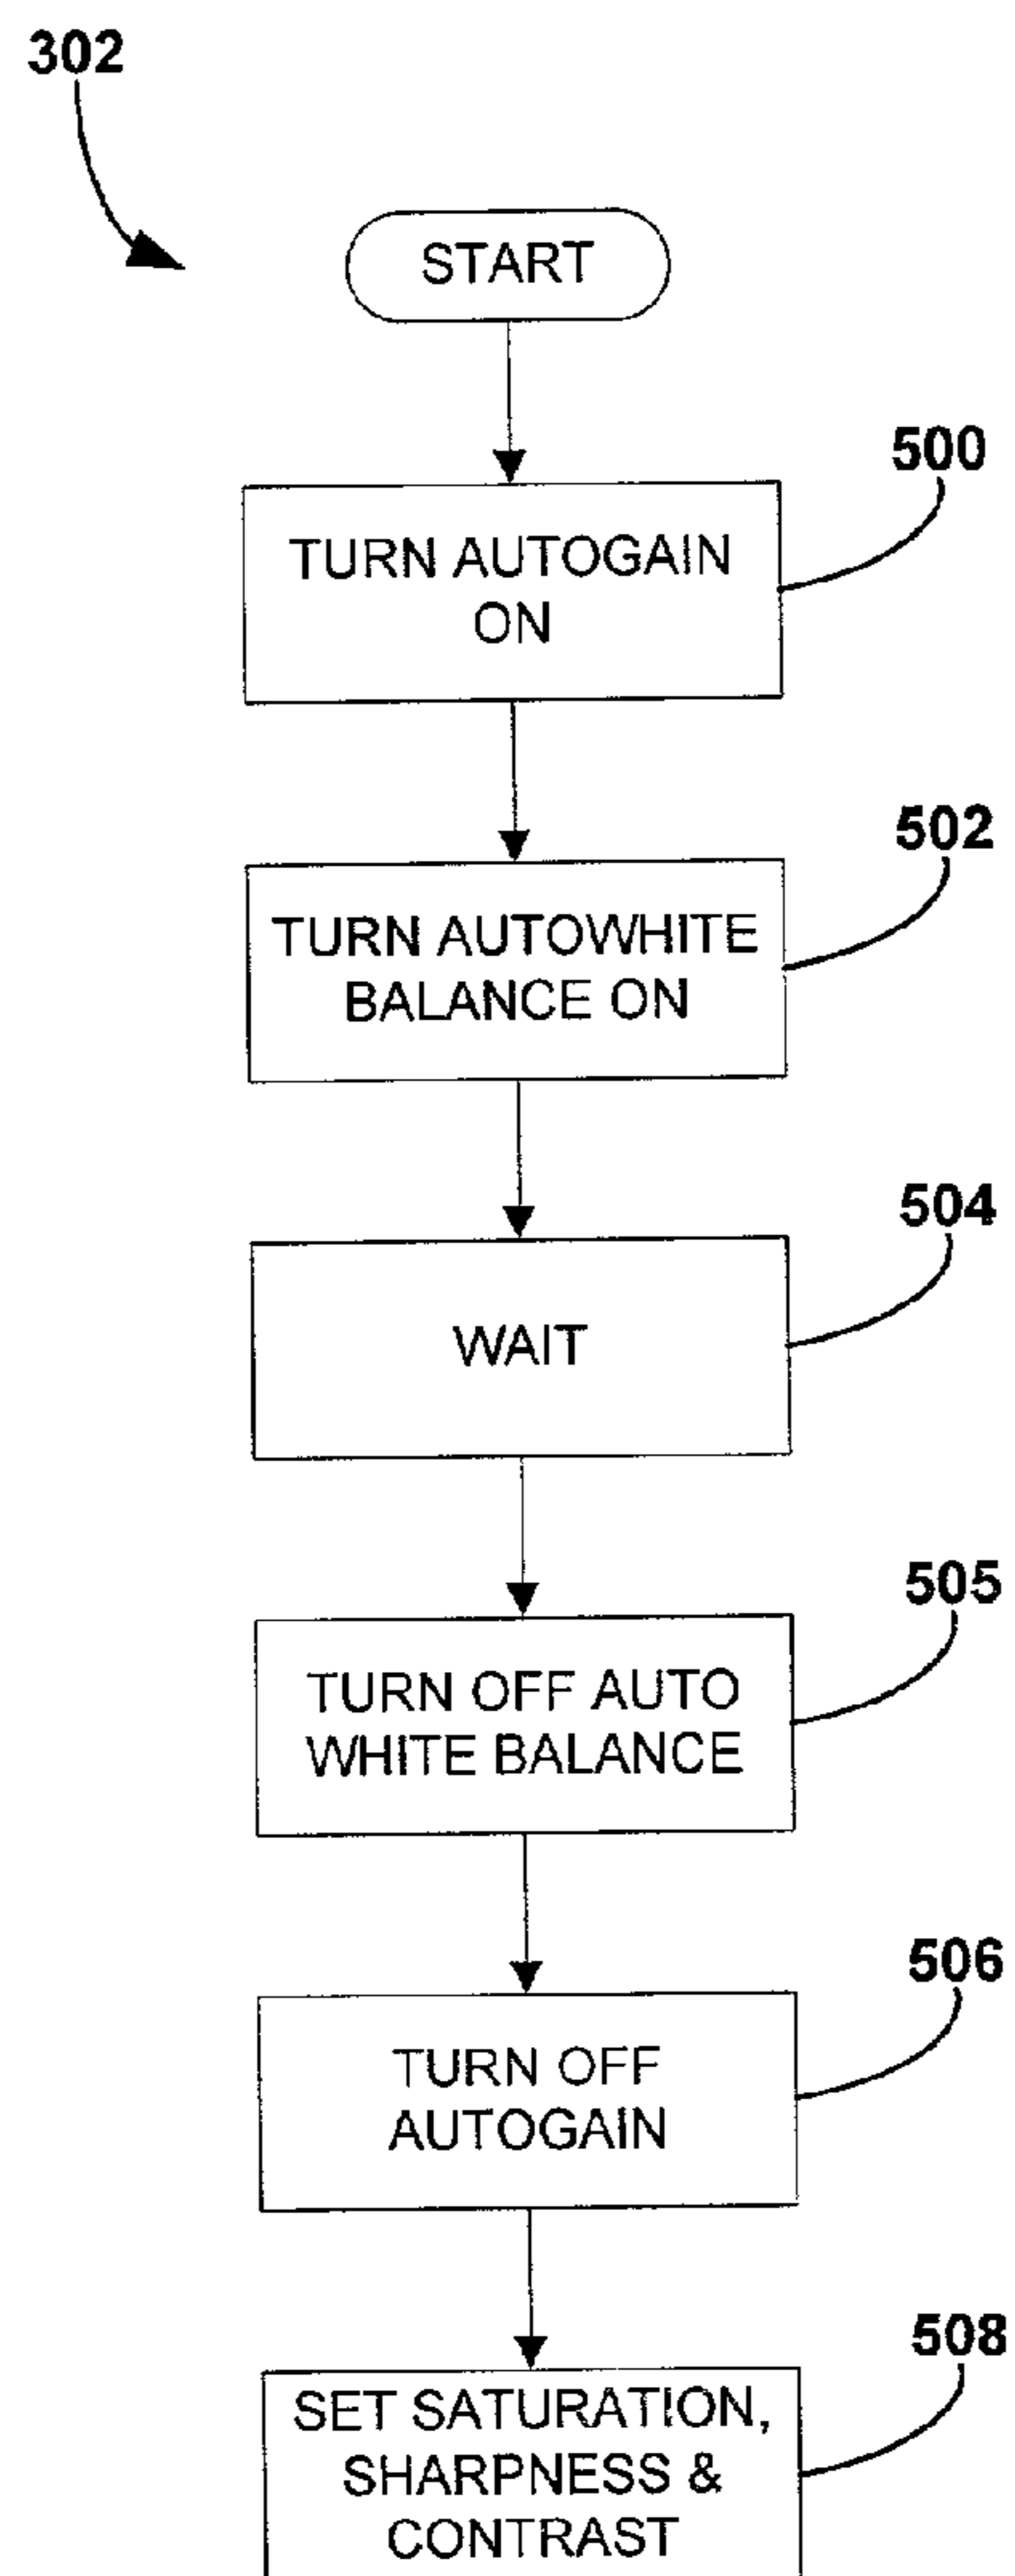 302
START
500
TURN AUTOGAIN
ON
502
TURN AUTOWHITE
BALANCE ON
504
WAIT
505
TURN OFF AUTO
WHITE BALANCE
506
TURN OFF
AUTOGAIN
508
SET SATURATION,
SHARPNESS &
CONTRAST